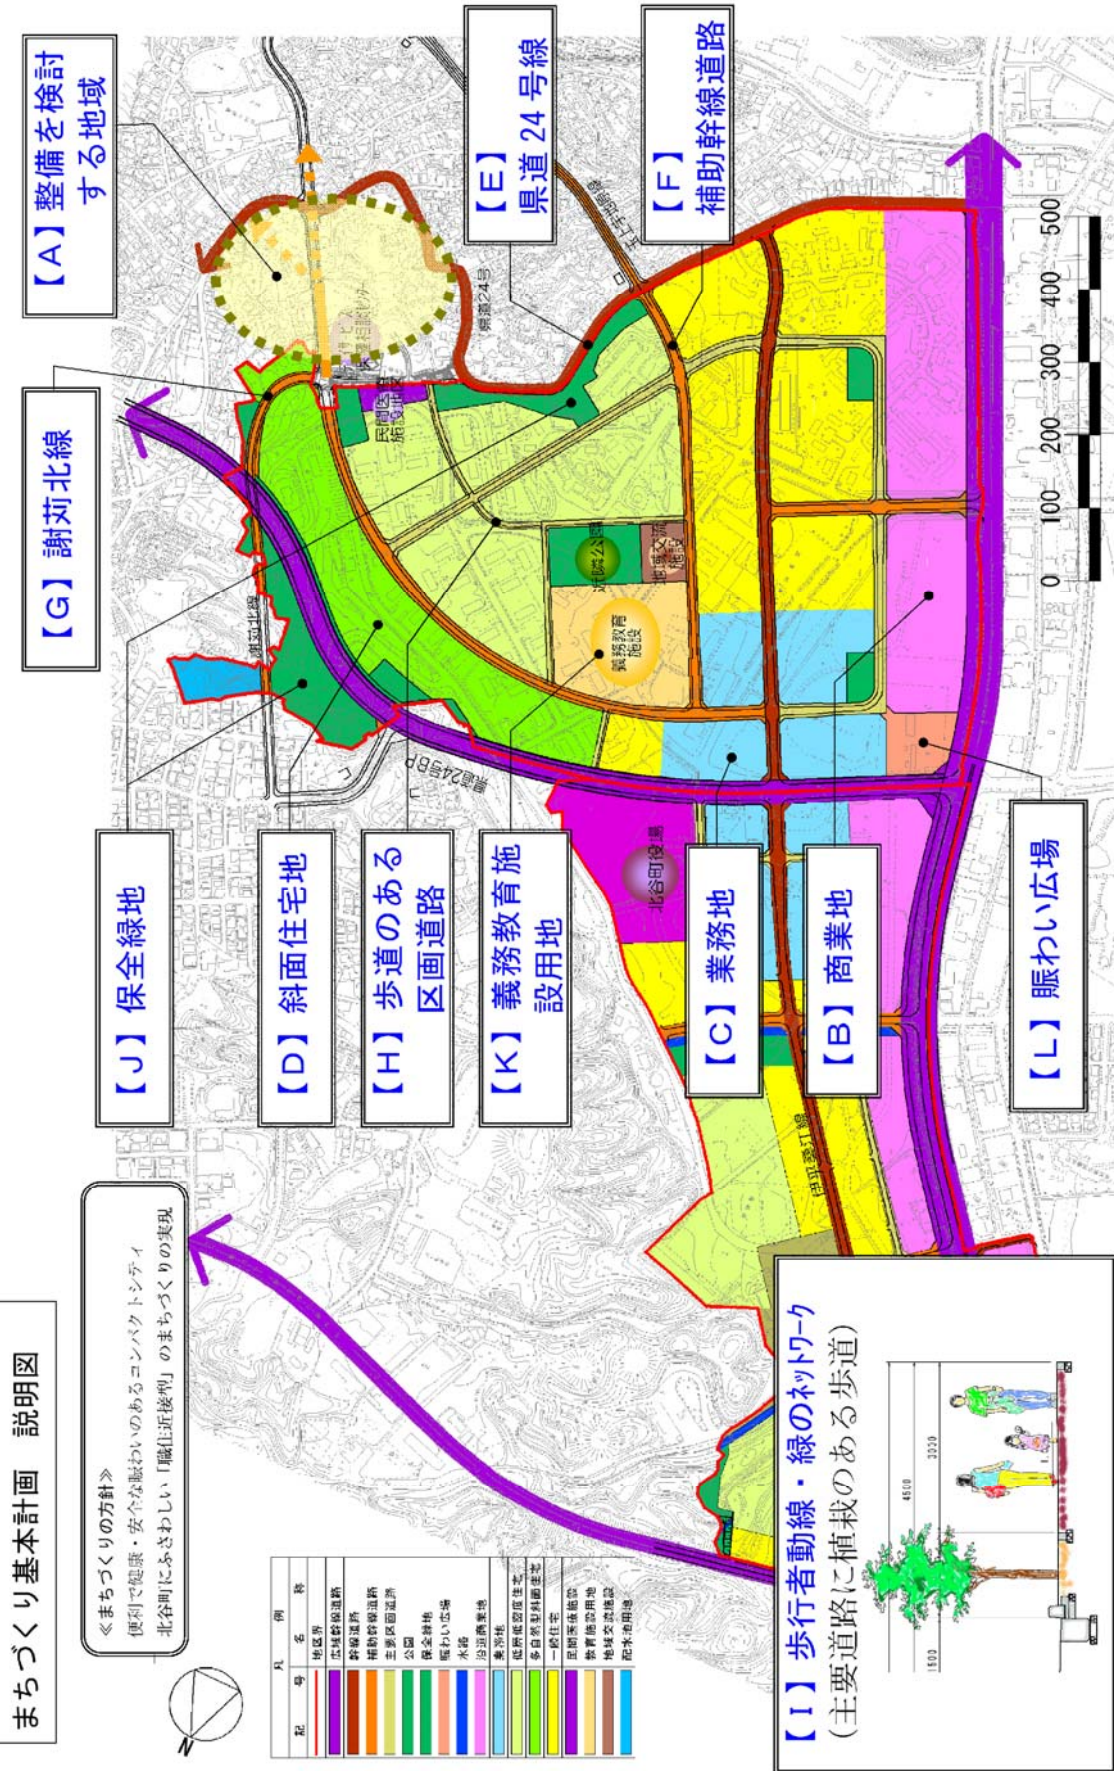 まちづくり基本計画　説明図
≪まちづくりの方針≫
便利で健康・安全な賑わいのあるコンパクトシティ
北谷町にふさわしい「職住近接型」のまちづくりの実現
N
凡例
記号
名称
地区界
広域幹線道路
幹線道路
補助幹線道路
主要区画道路
公園
保全緑地
賑わい広場
水路
沿道商業地
業務地
低層低密度住宅
多自然型斜面住宅
一般住宅
民間医療施設
教育施設用地
地域交流施設
配水池用地
【A】整備を検討
する地域
【G】謝苅北線
【E】
県道24号線
【F】
補助幹線道路
【J】保全緑地
【D】斜面住宅地
【H】歩道のある
区画道路
【K】義務教育施
設用地
【C】業務地
【B】商業地
【L】賑わい広場
謝苅北線
県道24号BP
県道24号
民間医療
施設用地
近隣公園
地域交流
施設
義務教育
施設
北谷町役場
伊平桑江線
0 100 200 300 400 500
【I】歩行者動線・緑のネットワーク
（主要道路に植栽のある歩道）
4500
3000
1500